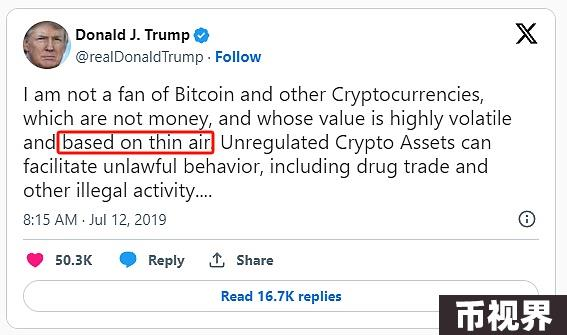 Donald J. Trump
@realDonaldTrump · Follow
X
I am not a fan of Bitcoin and other Cryptocurrencies,
which are not money, and whose value is highly volatile
and based on thin air. Unregulated Crypto Assets can
facilitate unlawful behavior, including drug trade and
other illegal activity....
8:15 AM · Jul 12, 2019
50.3K Reply Share
Read 16.7K replies
币视界